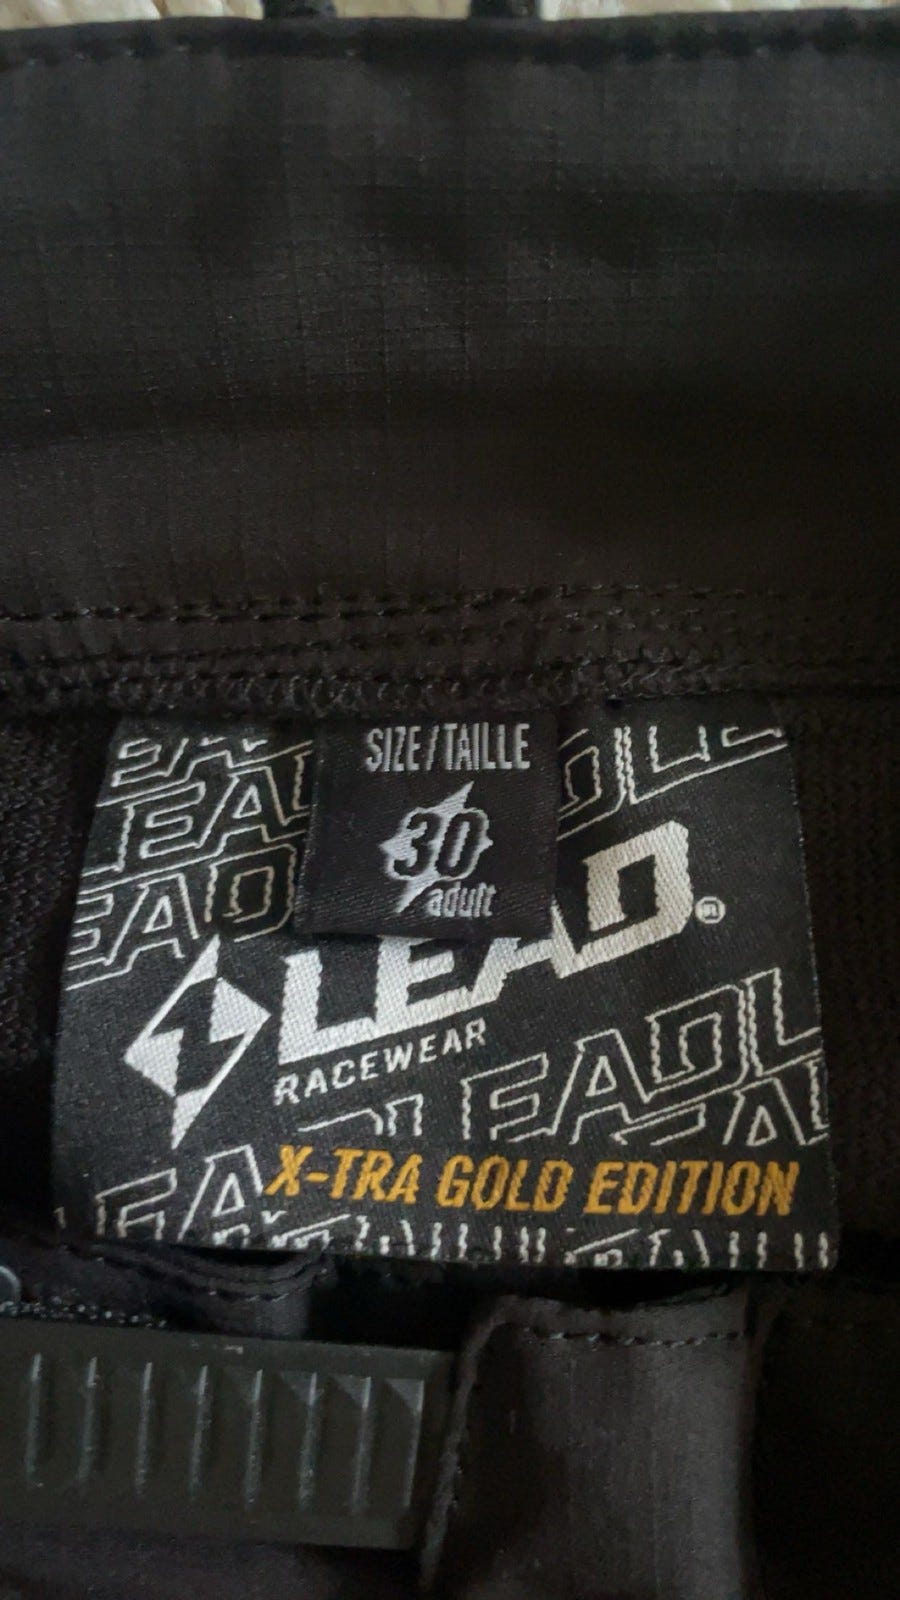 SIZE/TAILLE
30
adult
LEAD®
RACEWEAR
X-TRA GOLD EDITION